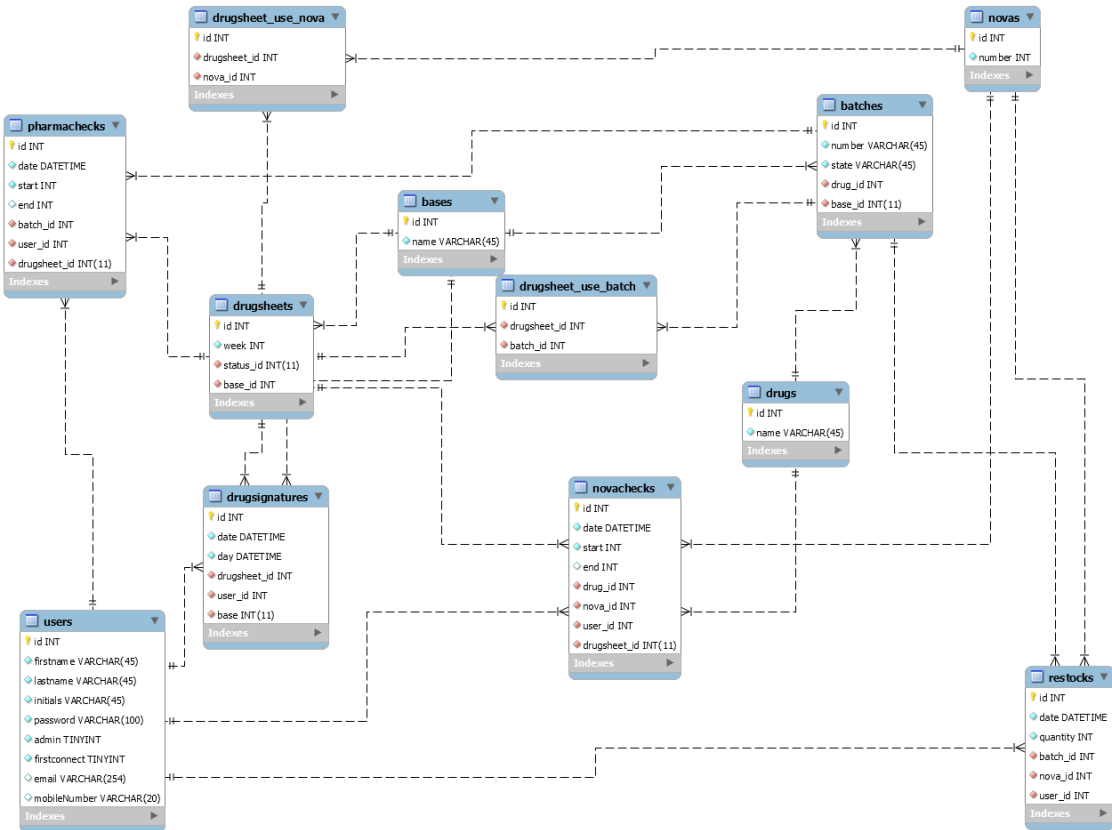 drugsheet_use_nova
id INT
drugsheet_id INT
nova_id INT
Indexes
novas
id INT
number INT
Indexes
pharmachecks
id INT
date DATETIME
start INT
end INT
batch_id INT
user_id INT
drugsheet_id INT(11)
Indexes
batches
id INT
number VARCHAR(45)
state VARCHAR(45)
drug_id INT
base_id INT(11)
Indexes
bases
id INT
name VARCHAR(45)
Indexes
drugsheet_use_batch
id INT
drugsheet_id INT
batch_id INT
Indexes
drugsheets
id INT
week INT
status_id INT(11)
base_id INT
Indexes
drugs
id INT
name VARCHAR(45)
Indexes
drugsignatures
id INT
date DATETIME
day DATETIME
drugsheet_id INT
user_id INT
base INT(11)
Indexes
novachecks
id INT
date DATETIME
start INT
end INT
drug_id INT
nova_id INT
user_id INT
drugsheet_id INT(11)
Indexes
users
id INT
firstname VARCHAR(45)
lastname VARCHAR(45)
initials VARCHAR(45)
password VARCHAR(100)
admin TINYINT
firstconnect TINYINT
email VARCHAR(254)
mobileNumber VARCHAR(20)
Indexes
restocks
id INT
date DATETIME
quantity INT
batch_id INT
nova_id INT
user_id INT
Indexes